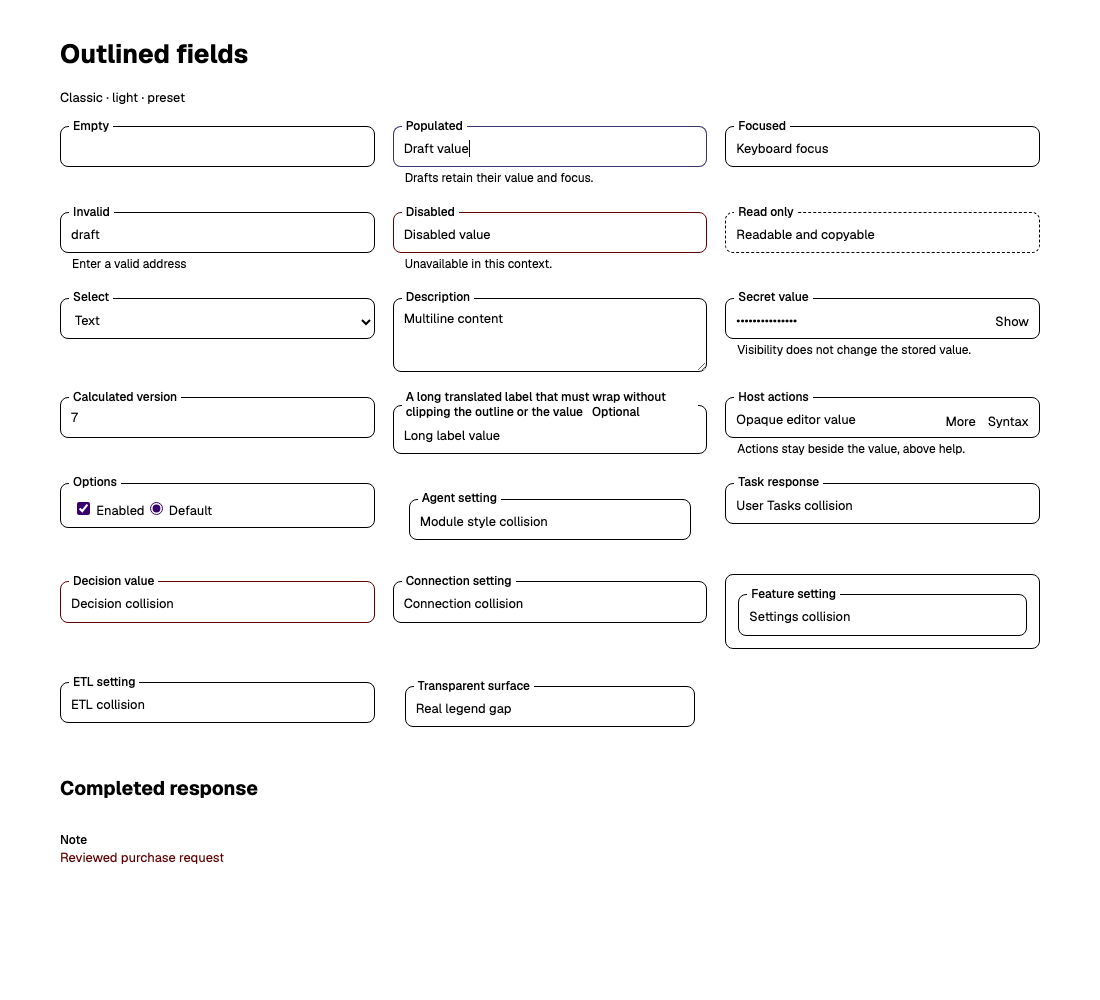 Outlined fields
Classic · light · preset
Empty
Populated
Draft value
Drafts retain their value and focus.
Focused
Keyboard focus
Invalid
draft
Enter a valid address
Disabled
Disabled value
Unavailable in this context.
Read only
Readable and copyable
Select
Text
Description
Multiline content
Secret value
••••••••••••••• Show
Visibility does not change the stored value.
Calculated version
7
A long translated label that must wrap without
clipping the outline or the value Optional
Long label value
Host actions
Opaque editor value More Syntax
Actions stay beside the value, above help.
Options
Enabled Default
Agent setting
Module style collision
Task response
User Tasks collision
Decision value
Decision collision
Connection setting
Connection collision
Feature setting
Settings collision
ETL setting
ETL collision
Transparent surface
Real legend gap
Completed response
Note
Reviewed purchase request